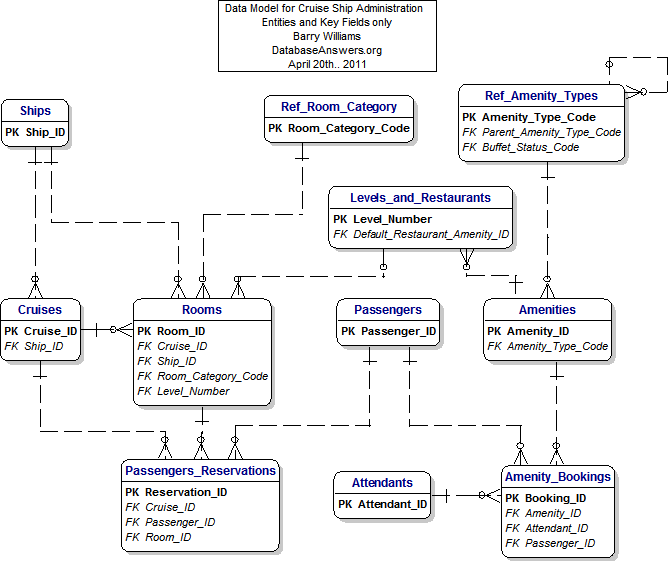 Data Model for Cruise Ship Administration
Entities and Key Fields only
Barry Williams
DatabaseAnswers.org
April 20th.. 2011
Ships
PK Ship_ID
Ref_Room_Category
PK Room_Category_Code
Ref_Amenity_Types
PK Amenity_Type_Code
FK Parent_Amenity_Type_Code
FK Buffet_Status_Code
Levels_and_Restaurants
PK Level_Number
FK Default_Restaurant_Amenity_ID
Cruises
PK Cruise_ID
FK Ship_ID
Rooms
PK Room_ID
FK Cruise_ID
FK Ship_ID
FK Room_Category_Code
FK Level_Number
Passengers
PK Passenger_ID
Amenities
PK Amenity_ID
FK Amenity_Type_Code
Passengers_Reservations
PK Reservation_ID
FK Cruise_ID
FK Passenger_ID
FK Room_ID
Attendants
PK Attendant_ID
Amenity_Bookings
PK Booking_ID
FK Amenity_ID
FK Attendant_ID
FK Passenger_ID